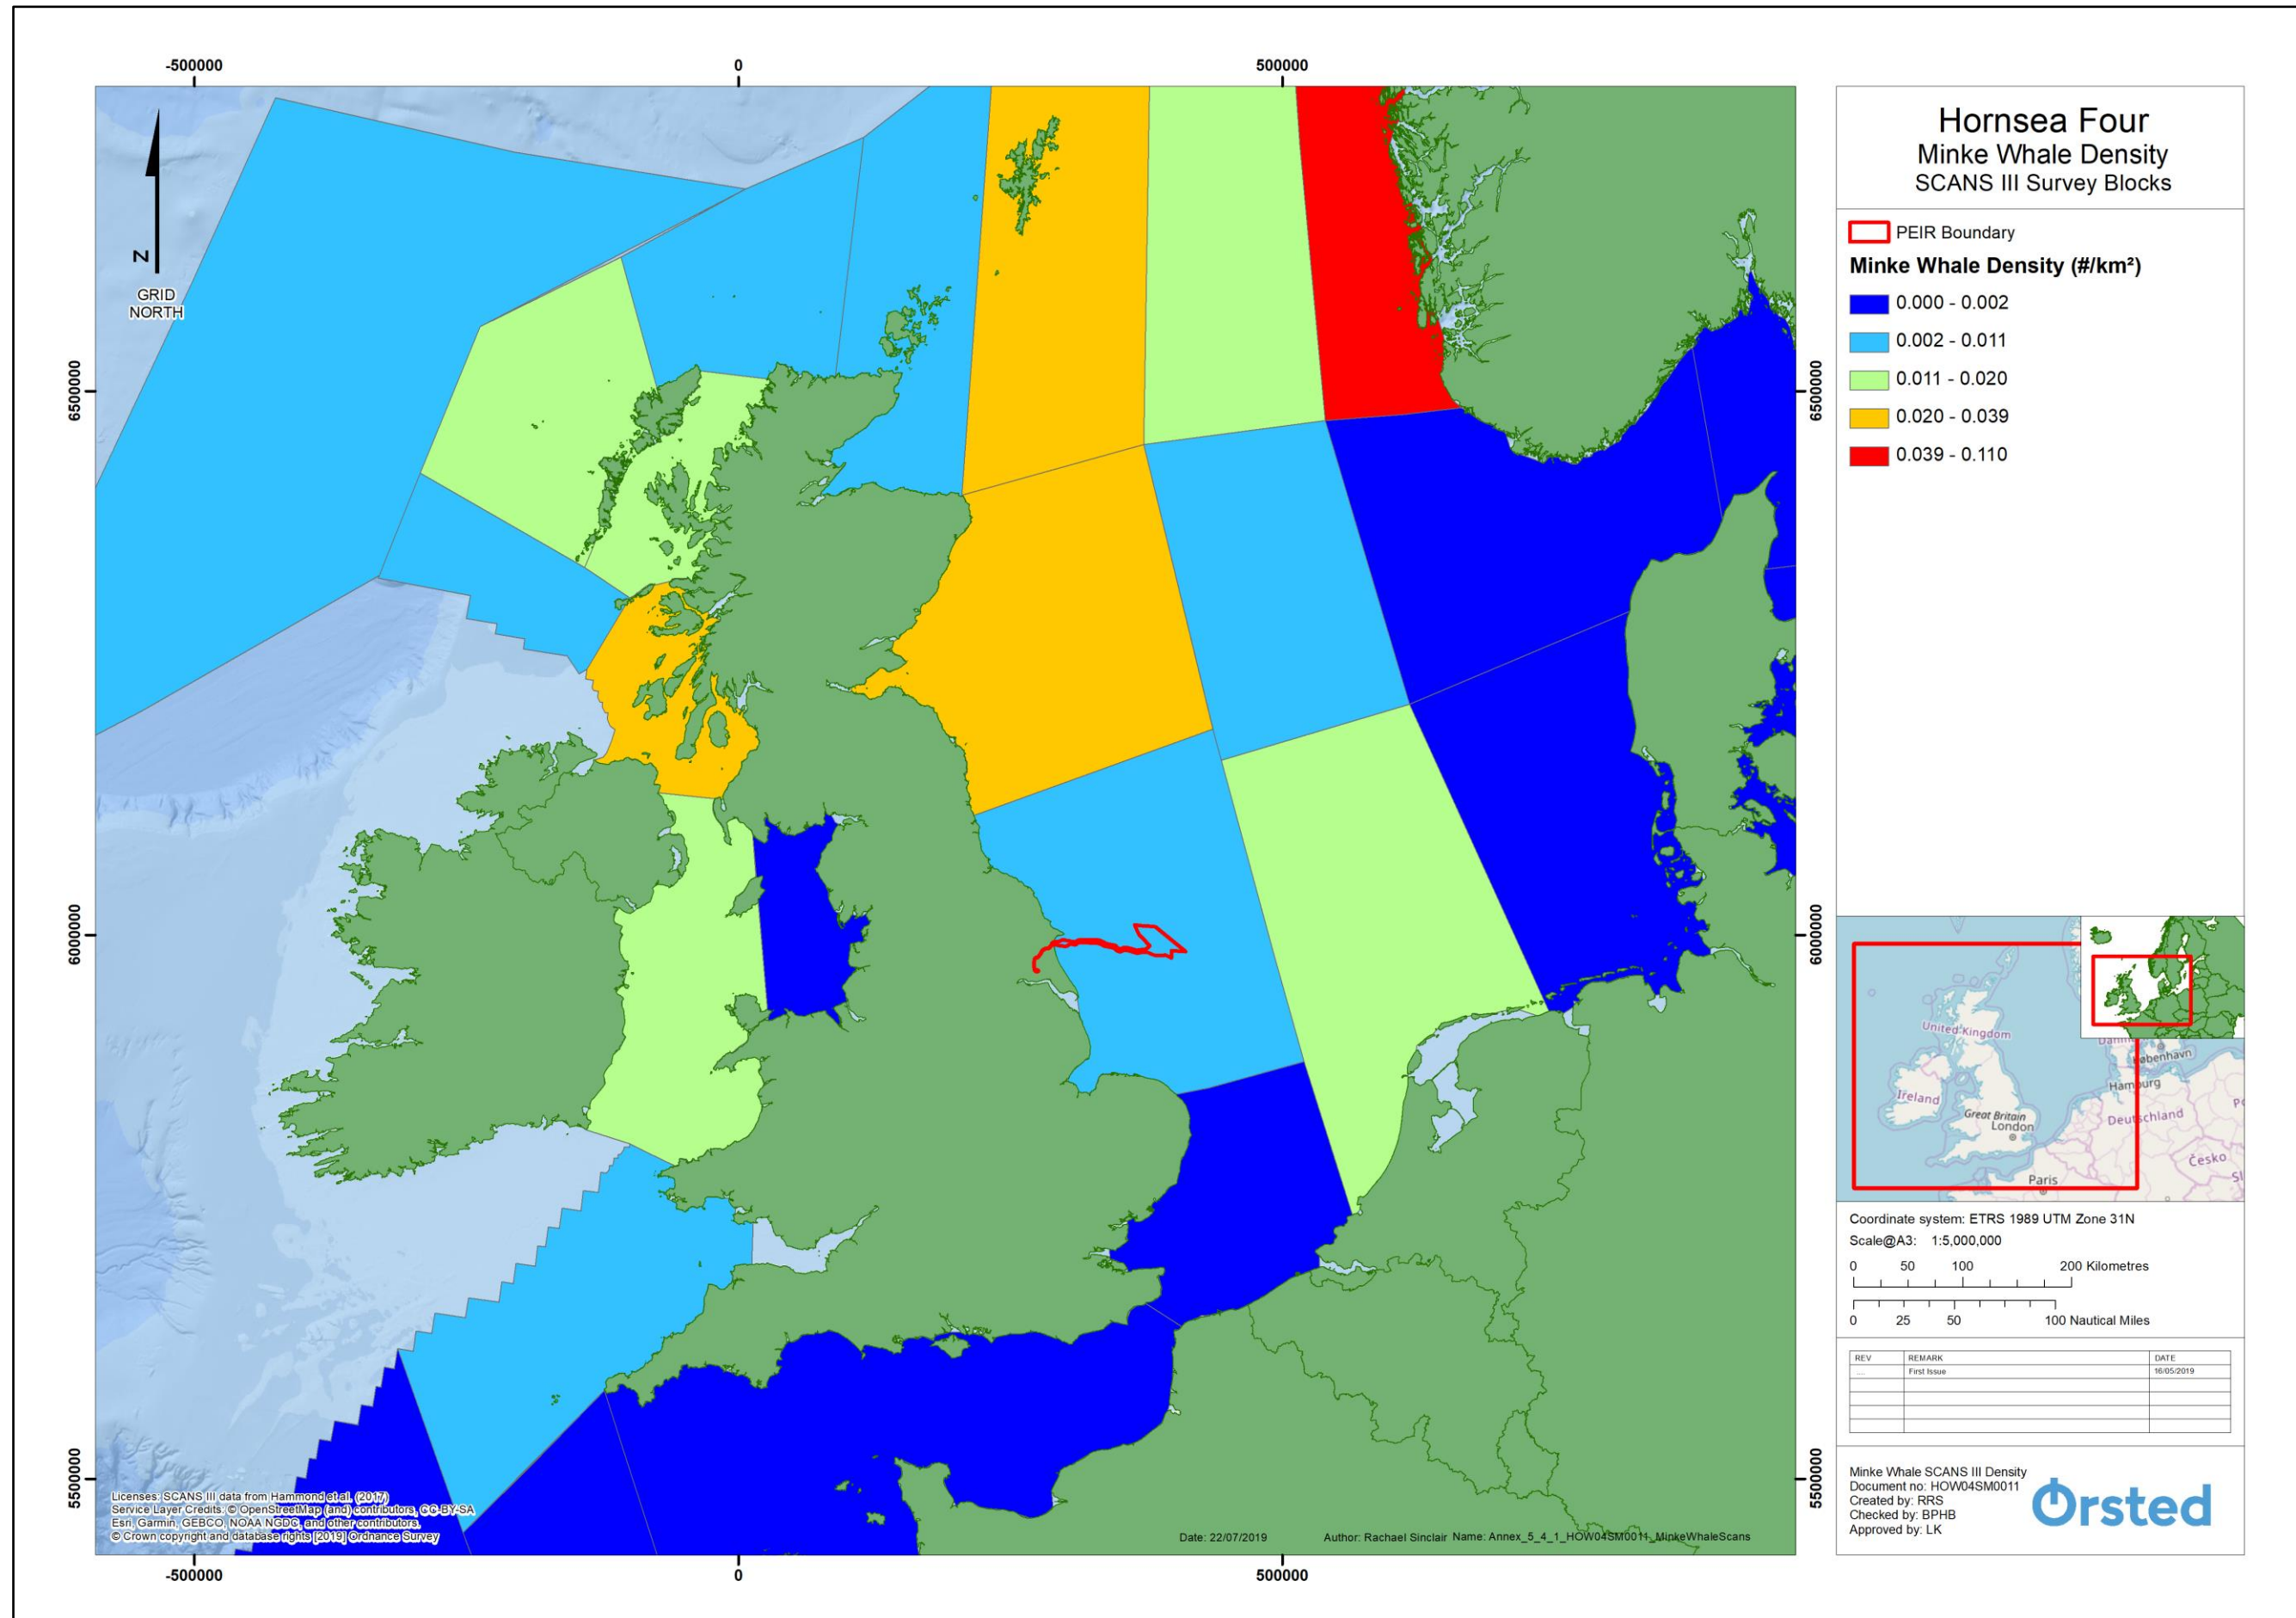 -500000
0
500000
6500000
6500000
6000000
6000000
5500000
5500000
-500000
0
500000
N
GRID
NORTH
Licenses: SCANS III data from Hammond et al. (2017)
Service Layer Credits: © OpenStreetMap (and) contributors, CC-BY-SA
Esri, Garmin, GEBCO, NOAA NGDC, and other contributors.
© Crown copyright and database rights [2019] Ordnance Survey
Date: 22/07/2019
Author: Rachael Sinclair Name: Annex_5_4_1_HOW04SM0011_MinkeWhaleScans
Hornsea Four
Minke Whale Density
SCANS III Survey Blocks
PEIR Boundary
Minke Whale Density (#/km²)
0.000 - 0.002
0.002 - 0.011
0.011 - 0.020
0.020 - 0.039
0.039 - 0.110
United Kingdom
København
Hamburg
Ireland
Great Britain
London
Deutschland
Česko
Paris
Coordinate system: ETRS 1989 UTM Zone 31N
Scale@A3: 1:5,000,000
0 50 100 200 Kilometres
0 25 50 100 Nautical Miles
REV REMARK DATE
.... First Issue 16/05/2019
Minke Whale SCANS III Density
Document no: HOW04SM0011
Created by: RRS
Checked by: BPHB
Approved by: LK
Ørsted